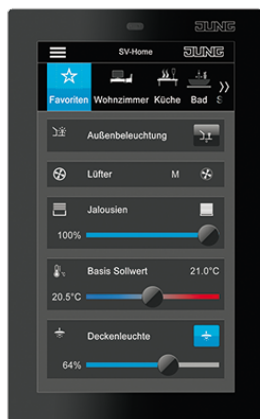 JUNG
SV-Home JUNG
Favoriten Wohnzimmer Küche Bad S
Außenbeleuchtung
Lüfter M
Jalousien
100%
°C Basis Sollwert 21.0°C
20.5°C
Deckenleuchte
64%